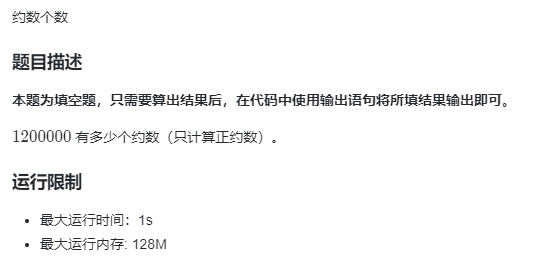 约数个数
题目描述
本题为填空题，只需要算出结果后，在代码中使用输出语句将所填结果输出即可。
1200000 有多少个约数（只计算正约数）。
运行限制
• 最大运行时间：1s
• 最大运行内存: 128M